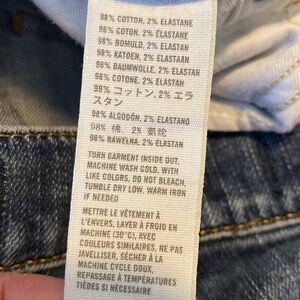 98% COTTON, 2% ELASTANE
98% COTON, 2% ÉLASTANE
98% BOMULD, 2% ELASTAN
98% KATOEN, 2% ELASTAAN
98% BAUMWOLLE, 2% ELASTAN
98% COTONE, 2% ELASTAN
98% コットン, 2% エラ
スタン
98% ALGODÓN, 2% ELASTANO
98% 棉, 2% 氨纶
98% BAWEŁNA, 2% ELASTAN
TURN GARMENT INSIDE OUT,
MACHINE WASH COLD, WITH
LIKE COLORS, DO NOT BLEACH,
TUMBLE DRY LOW, WARM IRON
IF NEEDED
METTRE LE VÊTEMENT À
L'ENVERS, LAVER À FROID EN
MACHINE (30°C), AVEC
COULEURS SIMILAIRES, NE PAS
JAVELLISER, SÉCHER À LA
MACHINE CYCLE DOUX,
REPASSAGE À TEMPÉRATURES
TIÈDES SI NÉCESSAIRE